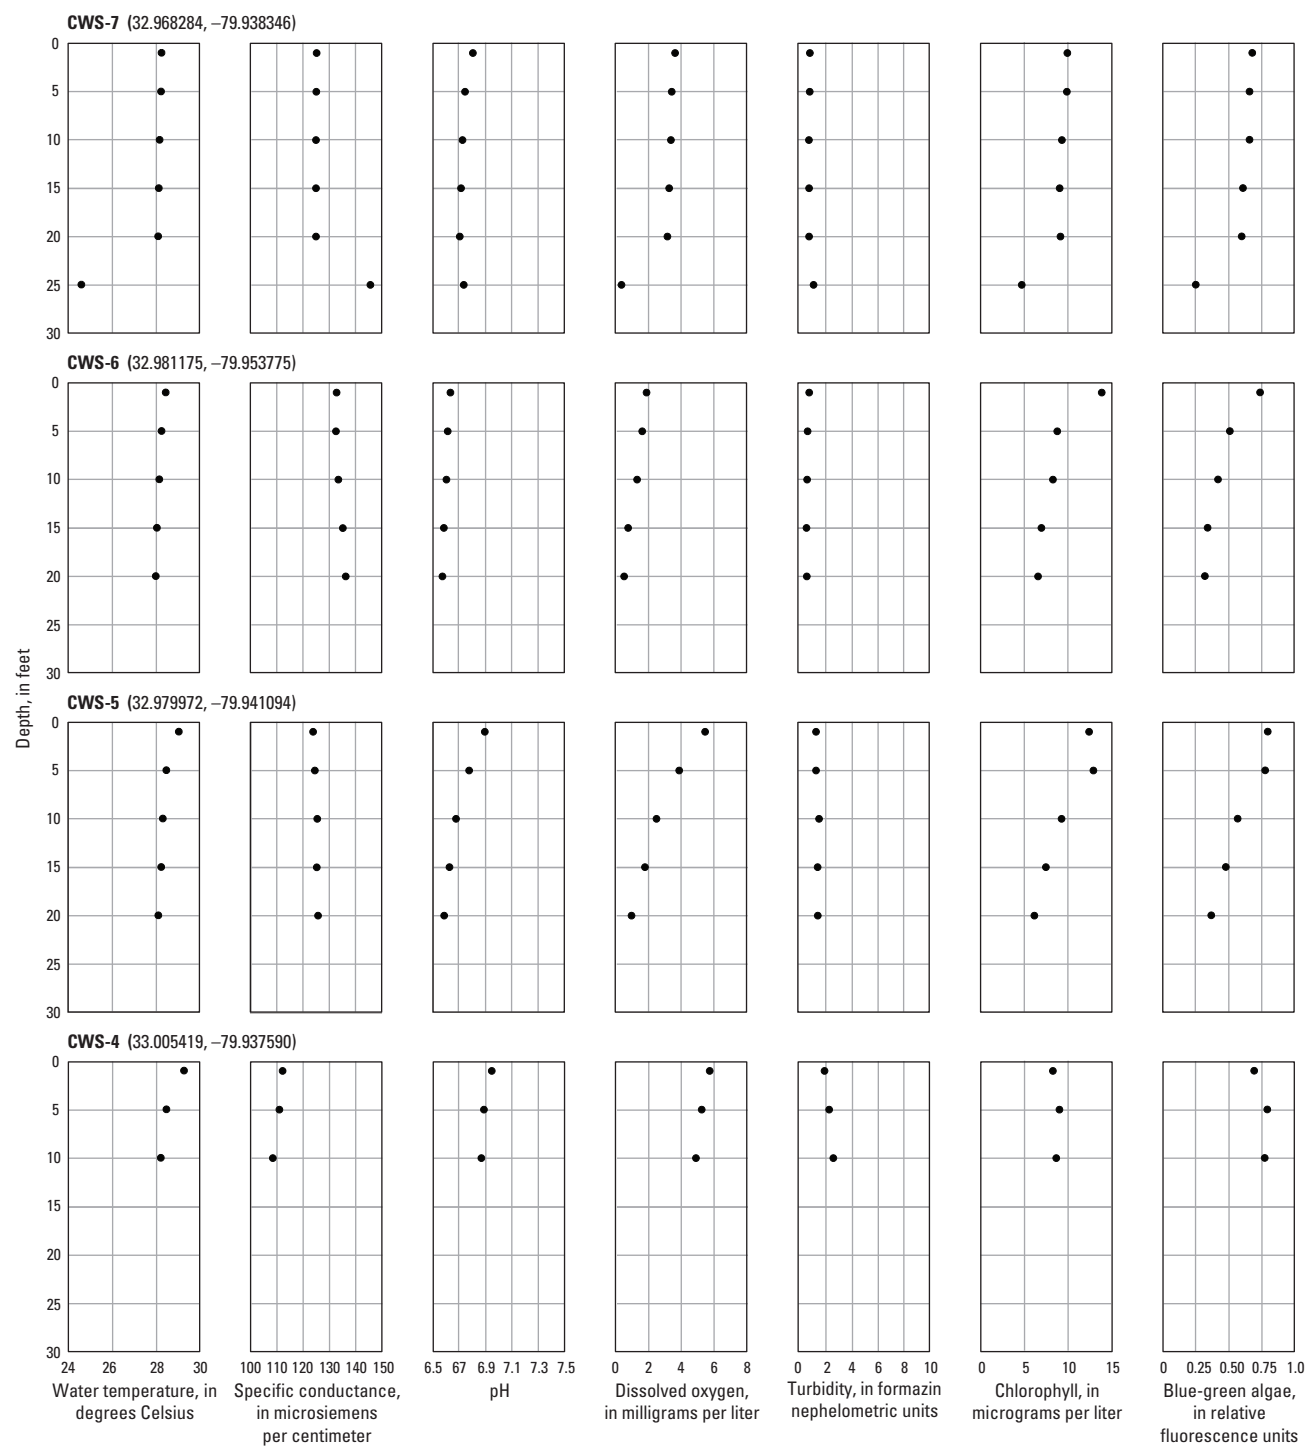 CWS-7 (32.968284, –79.938346)
0
5
10
15
20
25
30
CWS-6 (32.981175, –79.953775)
0
5
10
15
20
25
30
Depth, in feet
CWS-5 (32.979972, –79.941094)
0
5
10
15
20
25
30
CWS-4 (33.005419, –79.937590)
0
5
10
15
20
25
30
24 26 28 30 100 110 120 130 140 150 6.5 67 6.9 7.1 7.3 7.5 0 2 4 6 8 0 2 4 6 8 10 0 5 10 15 0 0.25 0.50 0.75 1.0
Water temperature, in
degrees Celsius
Specific conductance,
in microsiemens
per centimeter
pH
Dissolved oxygen,
in milligrams per liter
Turbidity, in formazin
nephelometric units
Chlorophyll, in
micrograms per liter
Blue-green algae,
in relative
fluorescence units